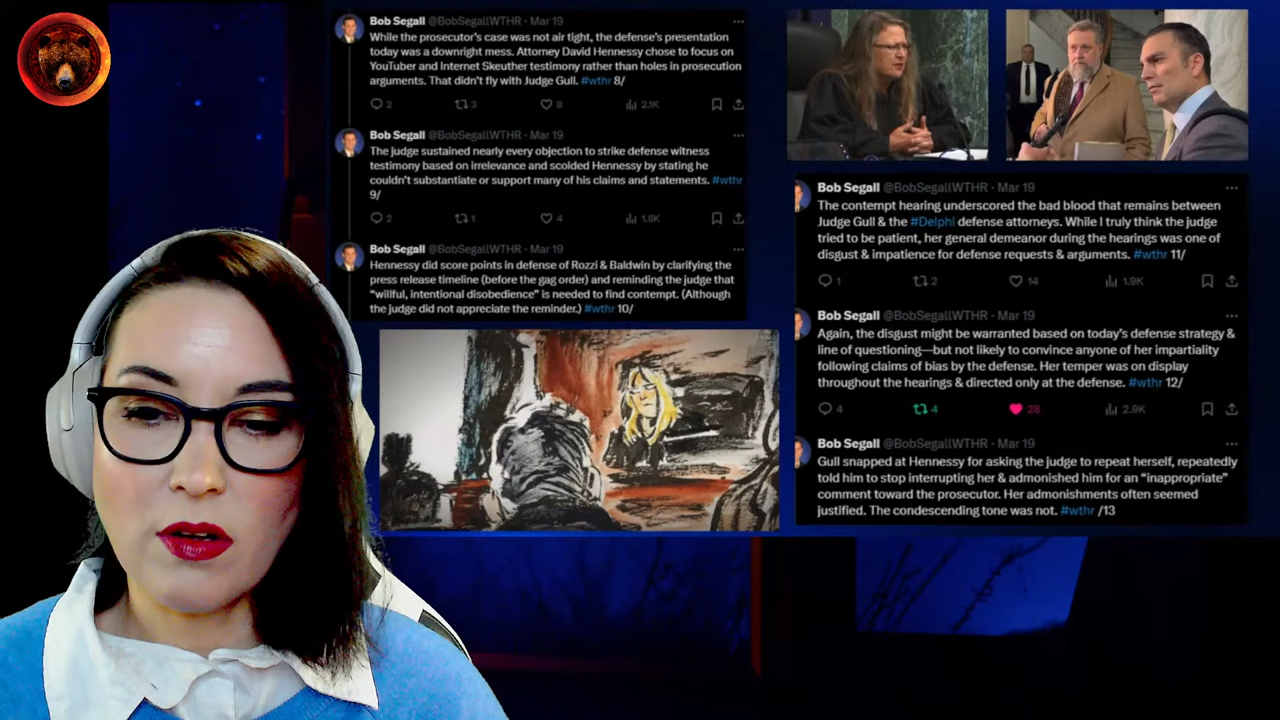 Bob Segall @BobSegallWTHR · Mar 19
While the prosecutor's case was not air tight, the defense's presentation
today was a downright mess. Attorney David Hennessy chose to focus on
YouTuber and Internet Skeuther testimony rather than holes in prosecution
arguments. That didn't fly with Judge Gull. #wthr 8/
2 3 8 2.1K
Bob Segall @BobSegallWTHR · Mar 19
The judge sustained nearly every objection to strike defense witness
testimony based on irrelevance and scolded Hennessy by stating he
couldn't substantiate or support many of his claims and statements. #wthr
9/
2 1 4 1.8K
Bob Segall @BobSegallWTHR · Mar 19
Hennessy did score points in defense of Rozzi & Baldwin by clarifying the
press release timeline (before the gag order) and reminding the judge that
"willful, intentional disobedience" is needed to find contempt. (Although
the judge did not appreciate the reminder.) #wthr 10/
Bob Segall @BobSegallWTHR · Mar 19
The contempt hearing underscored the bad blood that remains between
Judge Gull & the #Delphi defense attorneys. While I truly think the judge
tried to be patient, her general demeanor during the hearings was one of
disgust & impatience for defense requests & arguments. #wthr 11/
1 2 14 1.9K
Bob Segall @BobSegallWTHR · Mar 19
Again, the disgust might be warranted based on today's defense strategy &
line of questioning—but not likely to convince anyone of her impartiality
following claims of bias by the defense. Her temper was on display
throughout the hearings & directed only at the defense. #wthr 12/
4 4 28 2.9K
Bob Segall @BobSegallWTHR · Mar 19
Gull snapped at Hennessy for asking the judge to repeat herself, repeatedly
told him to stop interrupting her & admonished him for an "inappropriate"
comment toward the prosecutor. Her admonishments often seemed
justified. The condescending tone was not. #wthr /13